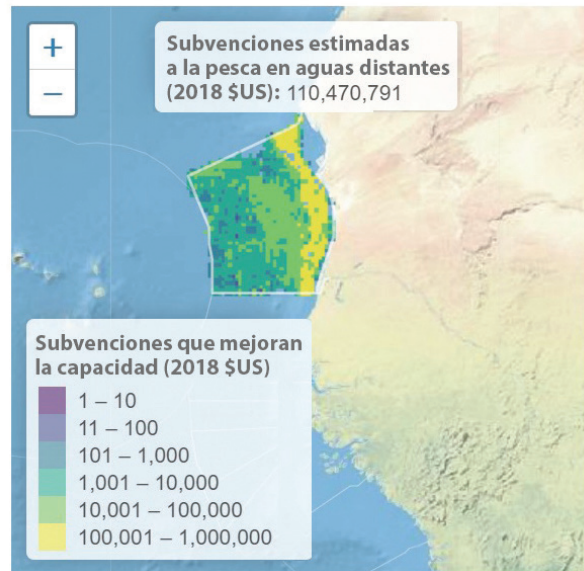 +
−
Subvenciones estimadas
a la pesca en aguas distantes
(2018 $US): 110,470,791
Subvenciones que mejoran
la capacidad (2018 $US)
1 – 10
11 – 100
101 – 1,000
1,001 – 10,000
10,001 – 100,000
100,001 – 1,000,000